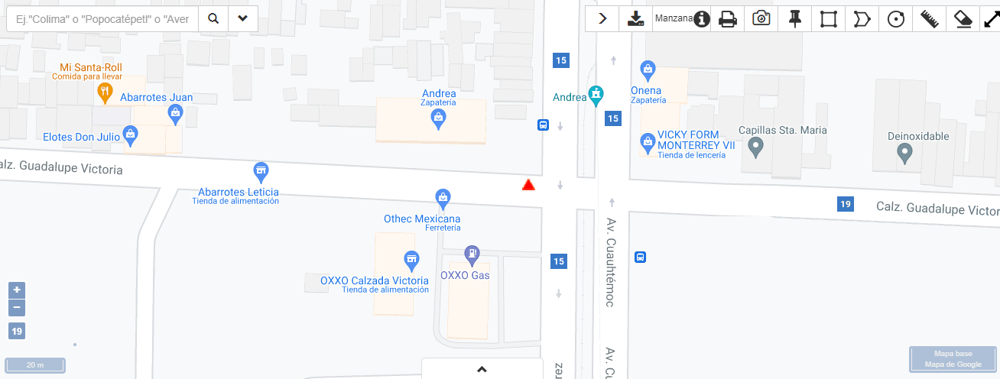 Ej."Colima" o "Popocatépetl" o "Aver
Manzana
15
Mi Santa-Roll
Comida para llevar
Abarrotes Juan
Andrea
Zapatería
Andrea
Onena
Zapatería
15
Elotes Don Julio
VICKY FORM
MONTERREY VII
Tienda de lencería
Capillas Sta. Maria
Deinoxidable
alz. Guadalupe Victoria
Abarrotes Leticia
Tienda de alimentación
19
Calz. Guadalupe Victor
Othec Mexicana
Ferretería
Av. Cuauhtémoc
15
OXXO Gas
OXXO Calzada Victoria
Tienda de alimentación
+
−
19
20 m
rez
Av. Cu
Mapa base
Mapa de Google